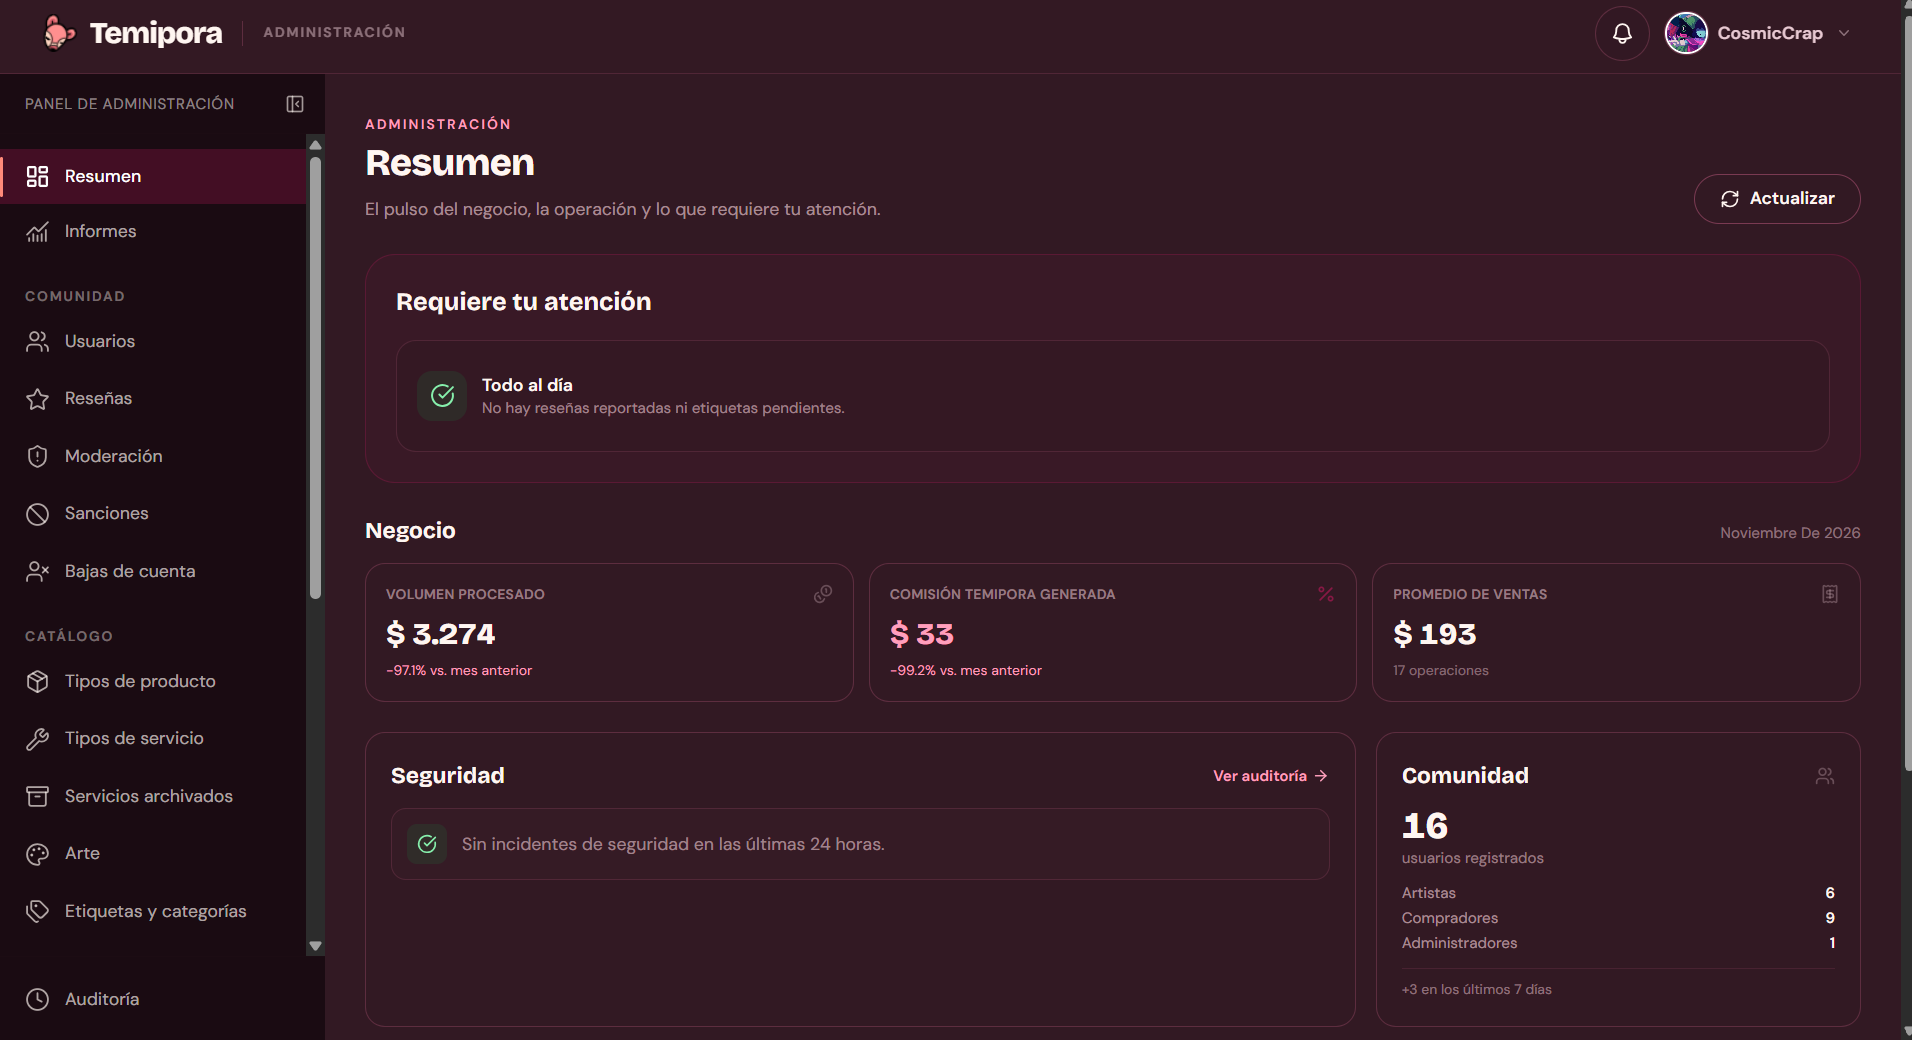 Temipora
ADMINISTRACIÓN
CosmicCrap
PANEL DE ADMINISTRACIÓN
Resumen
Informes
COMUNIDAD
Usuarios
Reseñas
Moderación
Sanciones
Bajas de cuenta
CATÁLOGO
Tipos de producto
Tipos de servicio
Servicios archivados
Arte
Etiquetas y categorías
Auditoría
ADMINISTRACIÓN
Resumen
El pulso del negocio, la operación y lo que requiere tu atención.
Actualizar
Requiere tu atención
Todo al día
No hay reseñas reportadas ni etiquetas pendientes.
Negocio
Noviembre De 2026
VOLUMEN PROCESADO
$ 3.274
-97.1% vs. mes anterior
COMISIÓN TEMIPORA GENERADA
$ 33
-99.2% vs. mes anterior
PROMEDIO DE VENTAS
$ 193
17 operaciones
Seguridad
Ver auditoría →
Sin incidentes de seguridad en las últimas 24 horas.
Comunidad
16
usuarios registrados
Artistas 6
Compradores 9
Administradores 1
+3 en los últimos 7 días